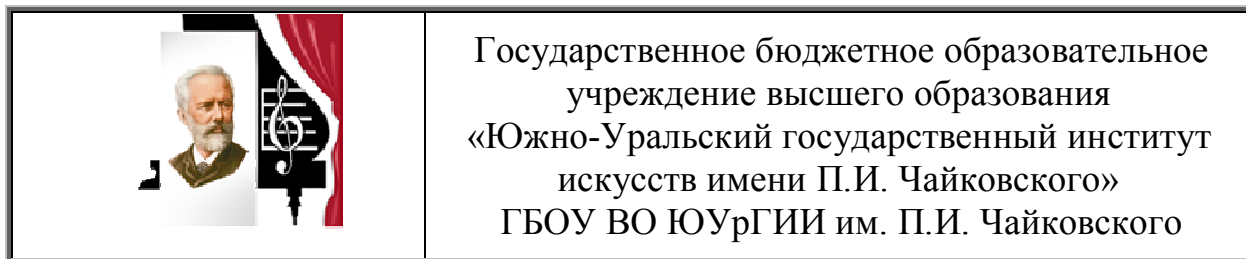 Государственное бюджетное образовательное
учреждение высшего образования
«Южно-Уральский государственный институт
искусств имени П.И. Чайковского»
ГБОУ ВО ЮУрГИИ им. П.И. Чайковского